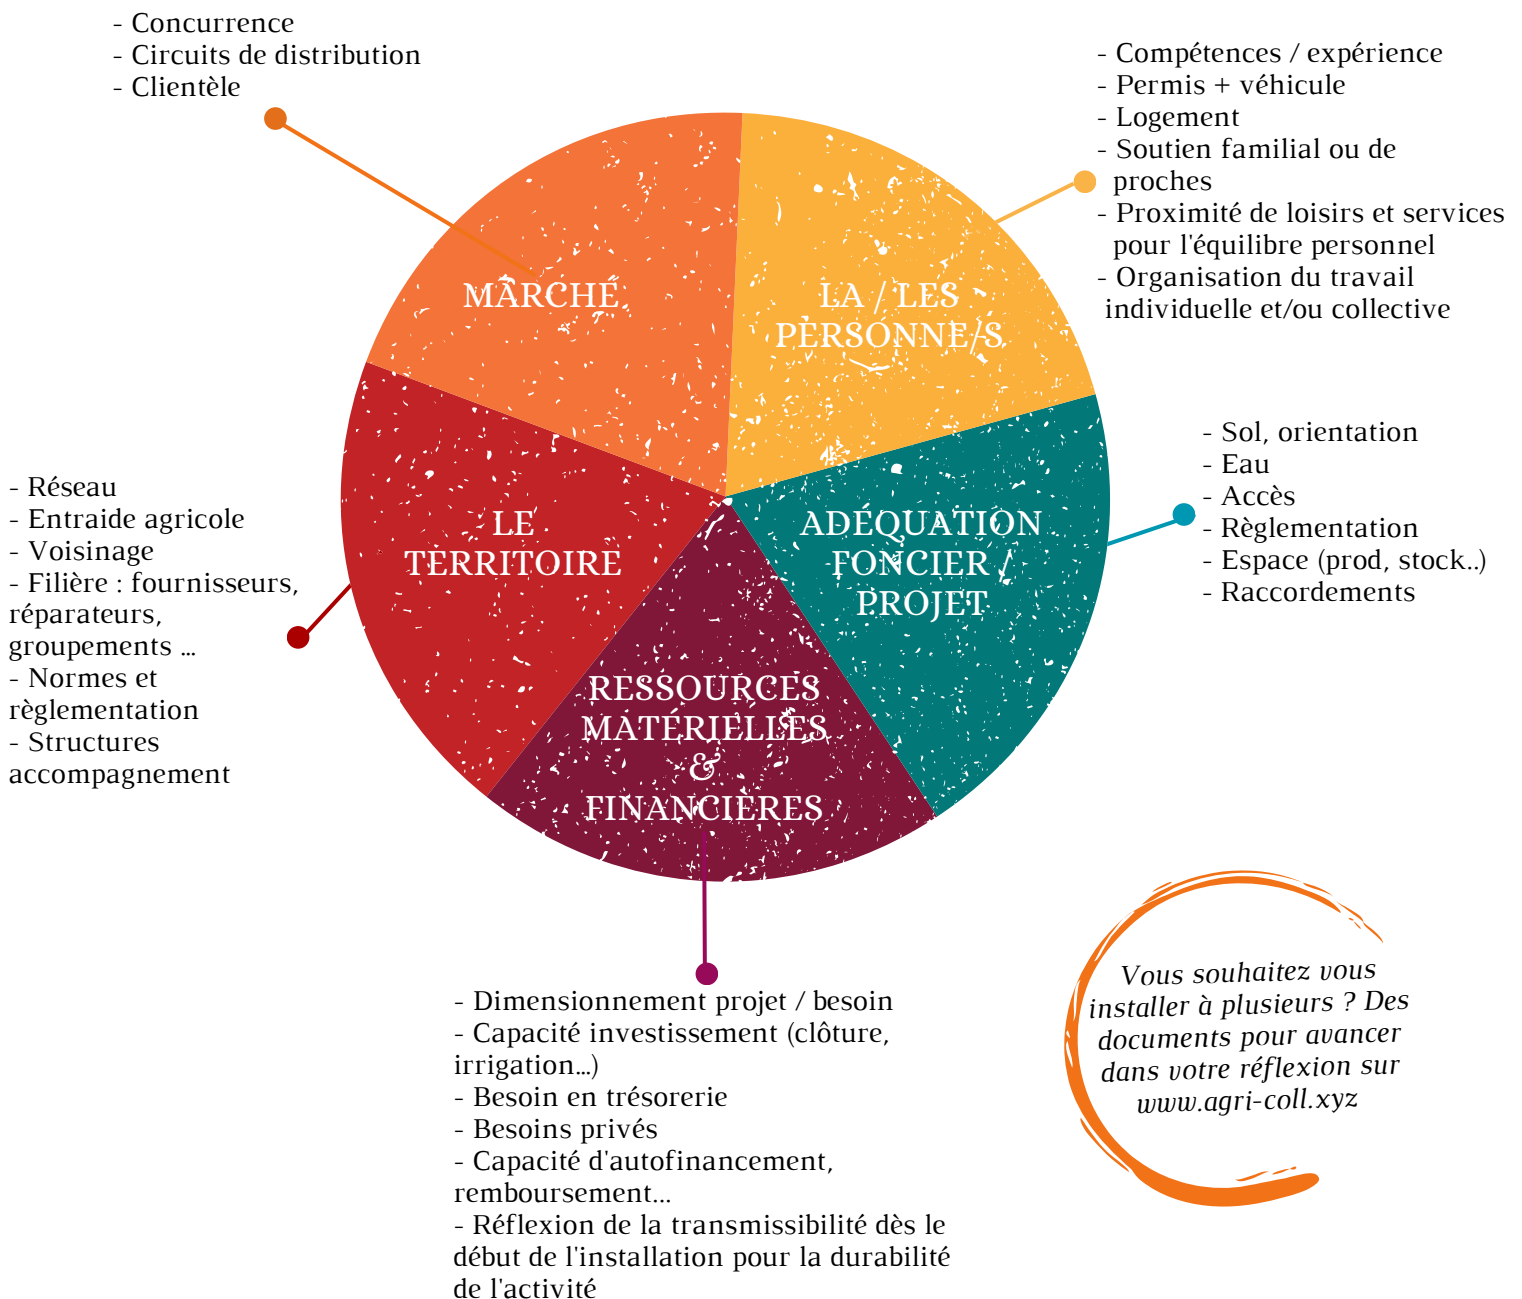 - Concurrence
- Circuits de distribution
- Clientèle
- Compétences / expérience
- Permis + véhicule
- Logement
- Soutien familial ou de
proches
- Proximité de loisirs et services
pour l'équilibre personnel
- Organisation du travail
individuelle et/ou collective
MARCHÉ
LA / LES
PERSONNE/S
- Sol, orientation
- Eau
- Accès
- Règlementation
- Espace (prod, stock..)
- Raccordements
ADÉQUATION
FONCIER /
PROJET
- Réseau
- Entraide agricole
- Voisinage
- Filière : fournisseurs,
réparateurs,
groupements ...
- Normes et
règlementation
- Structures
accompagnement
LE
TERRITOIRE
RESSOURCES
MATÉRIELLES
&
FINANCIÈRES
- Dimensionnement projet / besoin
- Capacité investissement (clôture,
irrigation...)
- Besoin en trésorerie
- Besoins privés
- Capacité d'autofinancement,
remboursement...
- Réflexion de la transmissibilité dès le
début de l'installation pour la durabilité
de l'activité
Vous souhaitez vous
installer à plusieurs ? Des
documents pour avancer
dans votre réflexion sur
www.agri-coll.xyz